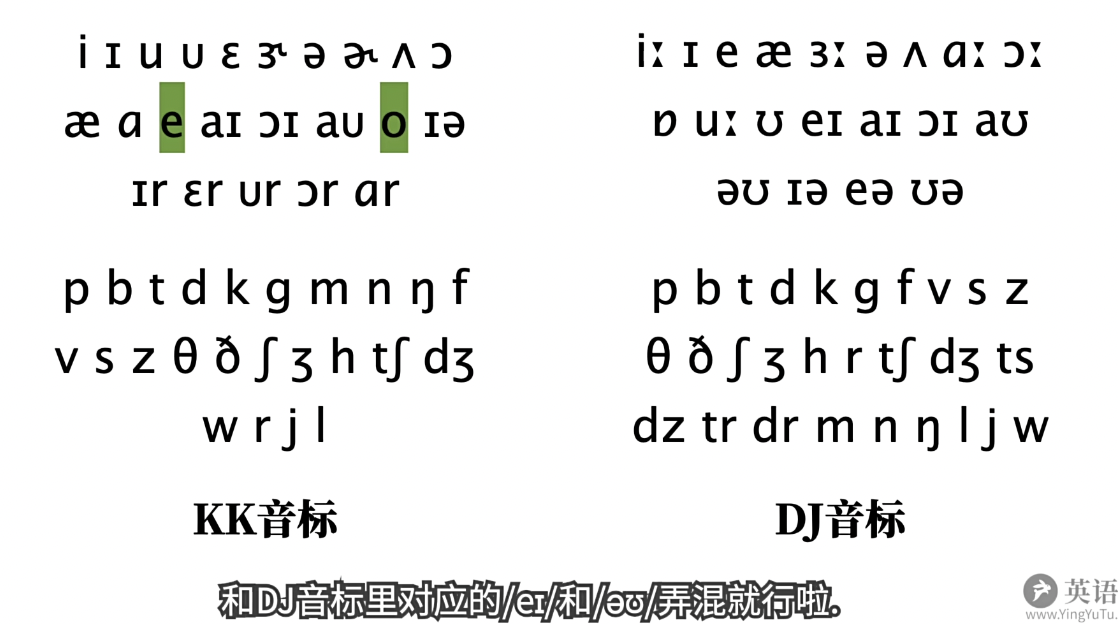 i ɪ u ᴜ ɛ ɝ ə ɚ ʌ ɔ
æ ɑ e aɪ ɔɪ aᴜ o ɪə
ɪr ɛr ᴜr ɔr ɑr
p b t d k g m n ŋ f
v s z θ ð ʃ ʒ h tʃ dʒ
w r j l
KK音标
iː ɪ e æ ɜː ə ʌ ɑː ɔː
ɒ uː ʊ eɪ aɪ ɔɪ aʊ
əʊ ɪə eə ʊə
p b t d k g f v s z
θ ð ʃ ʒ h r tʃ dʒ ts
dz tr dr m n ŋ l j w
DJ音标
和DJ音标里对应的/eɪ/和/əʊ/弄混就行啦.
英语
www.YingYuTu.